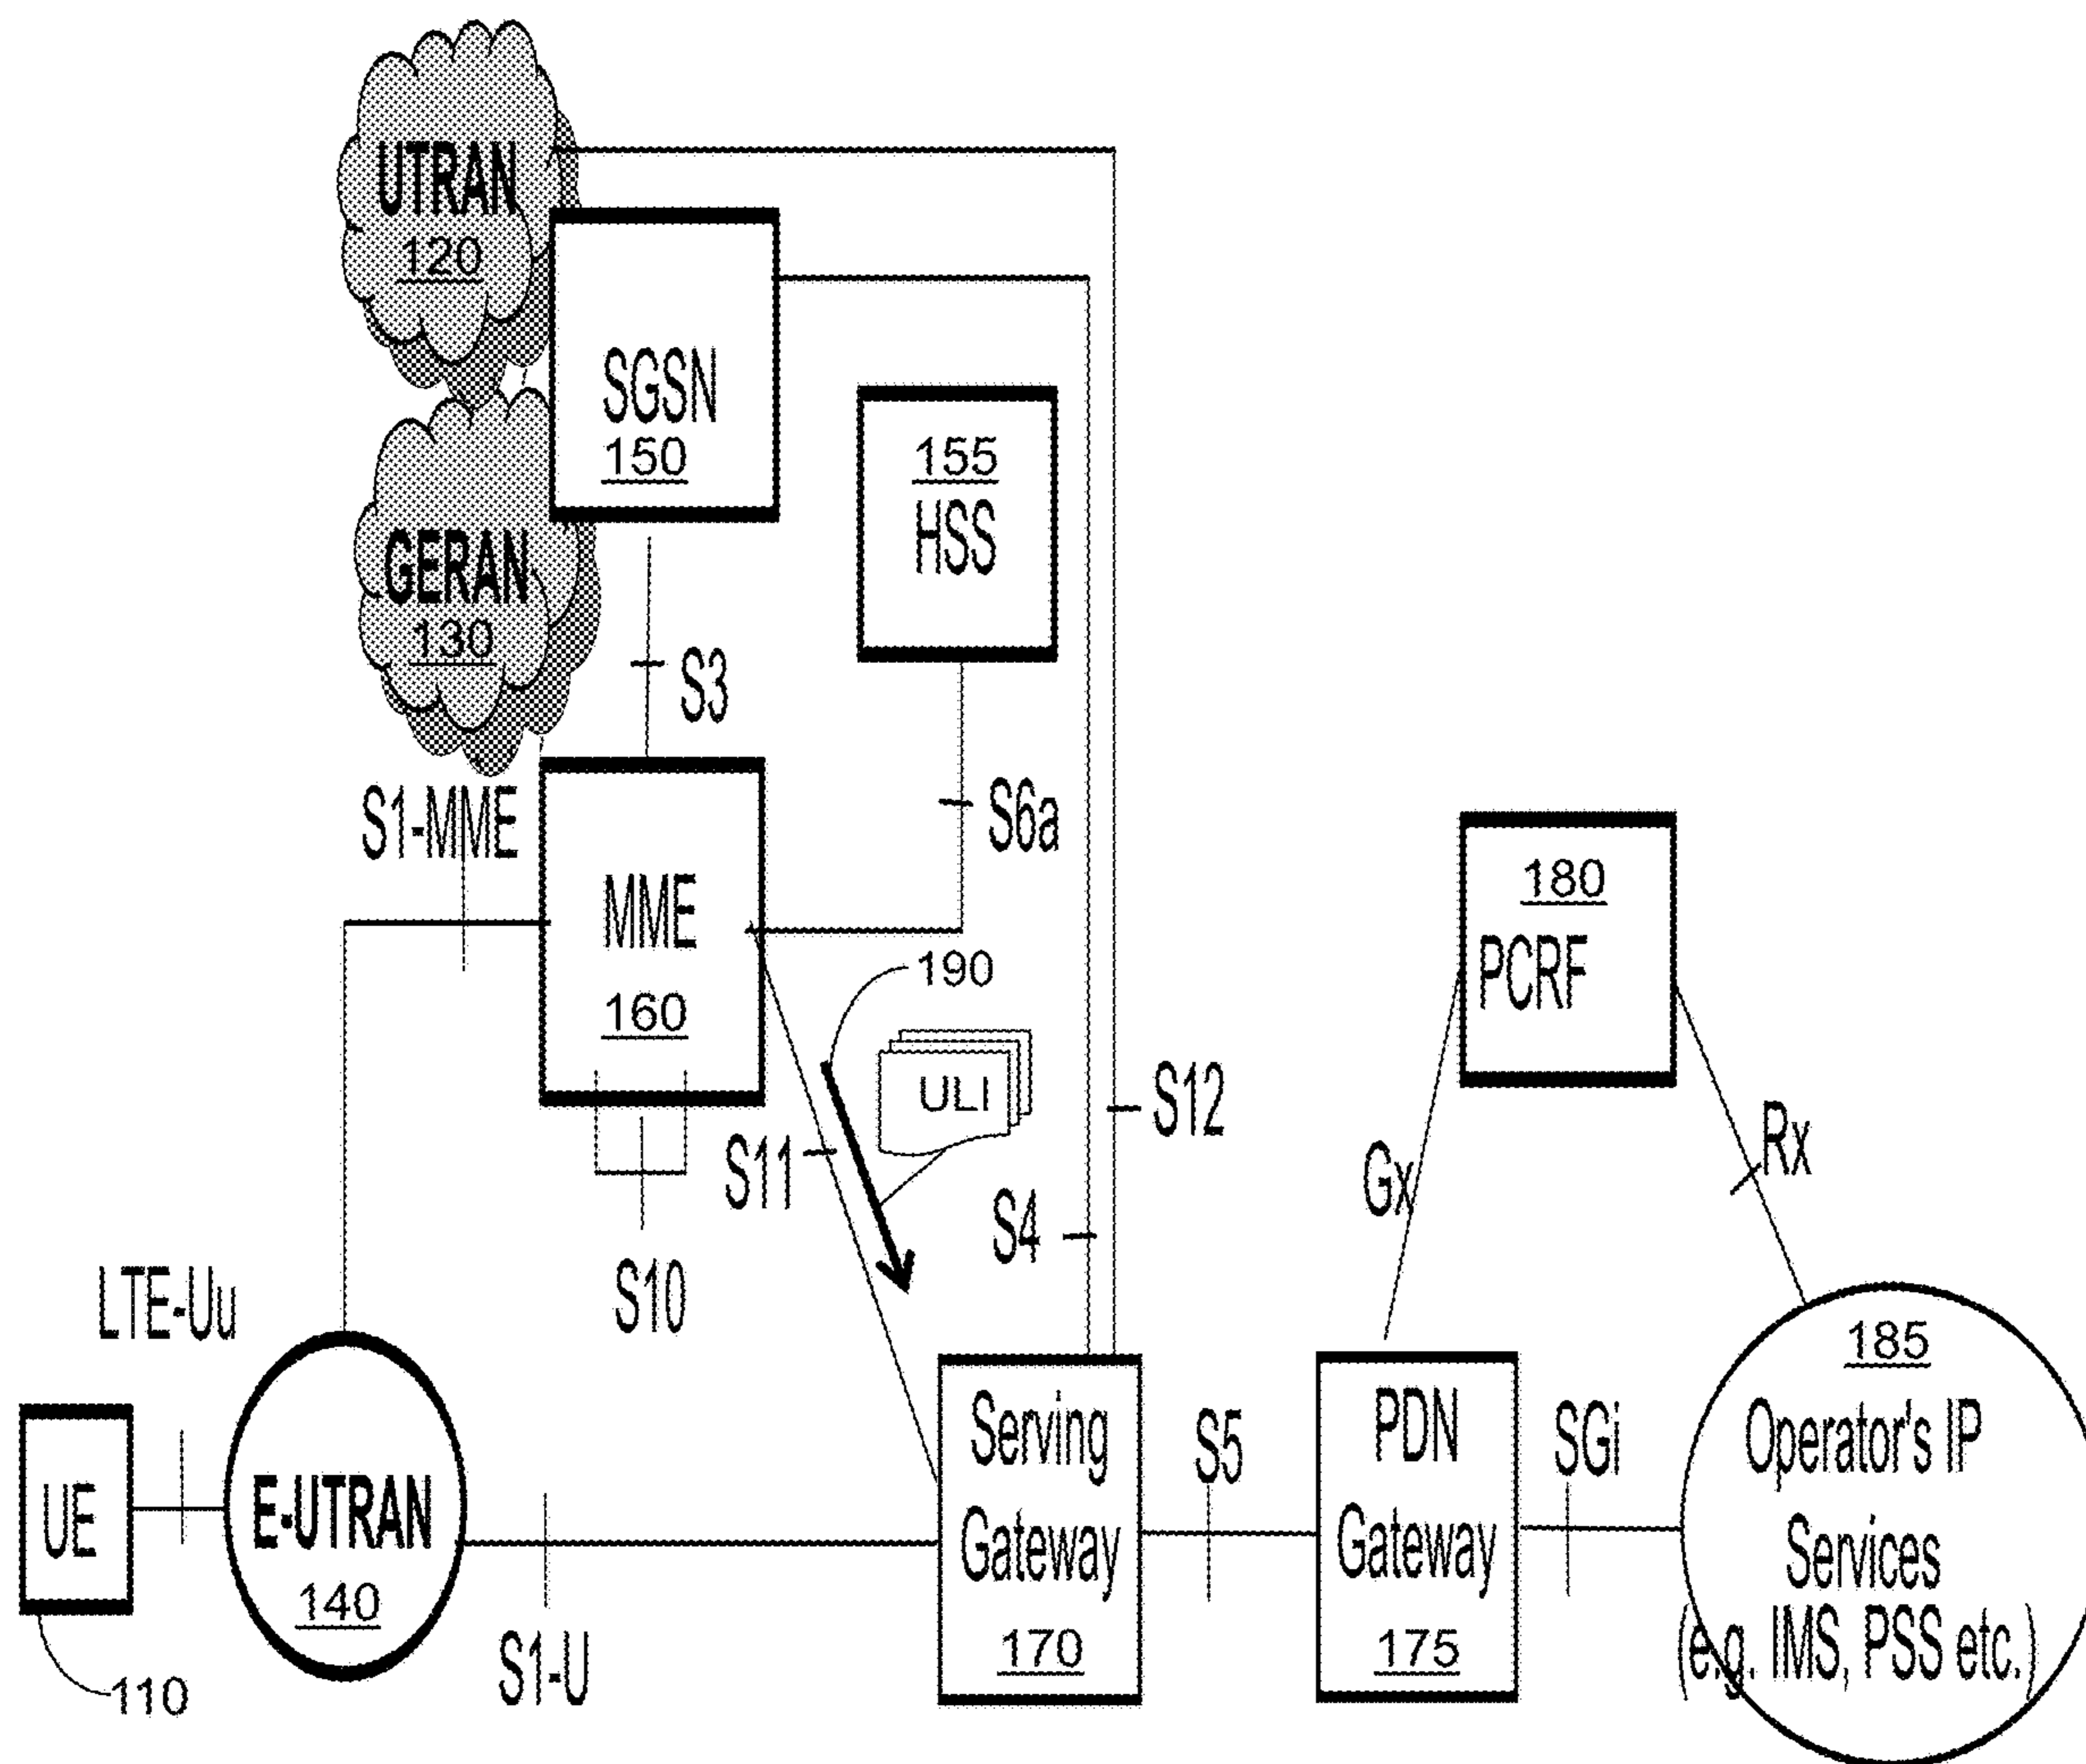 UTRAN
120
SGSN
150
155
HSS
GERAN
130
S3
S1-MME
S6a
MME
160
190
ULI
180
PCRF
S11
S12
S10
S4
Gx
Rx
LTE-Uu
UE
110
E-UTRAN
140
S1-U
Serving
Gateway
170
S5
PDN
Gateway
175
SGi
185
Operator's IP
Services
(e.g. IMS, PSS etc.)